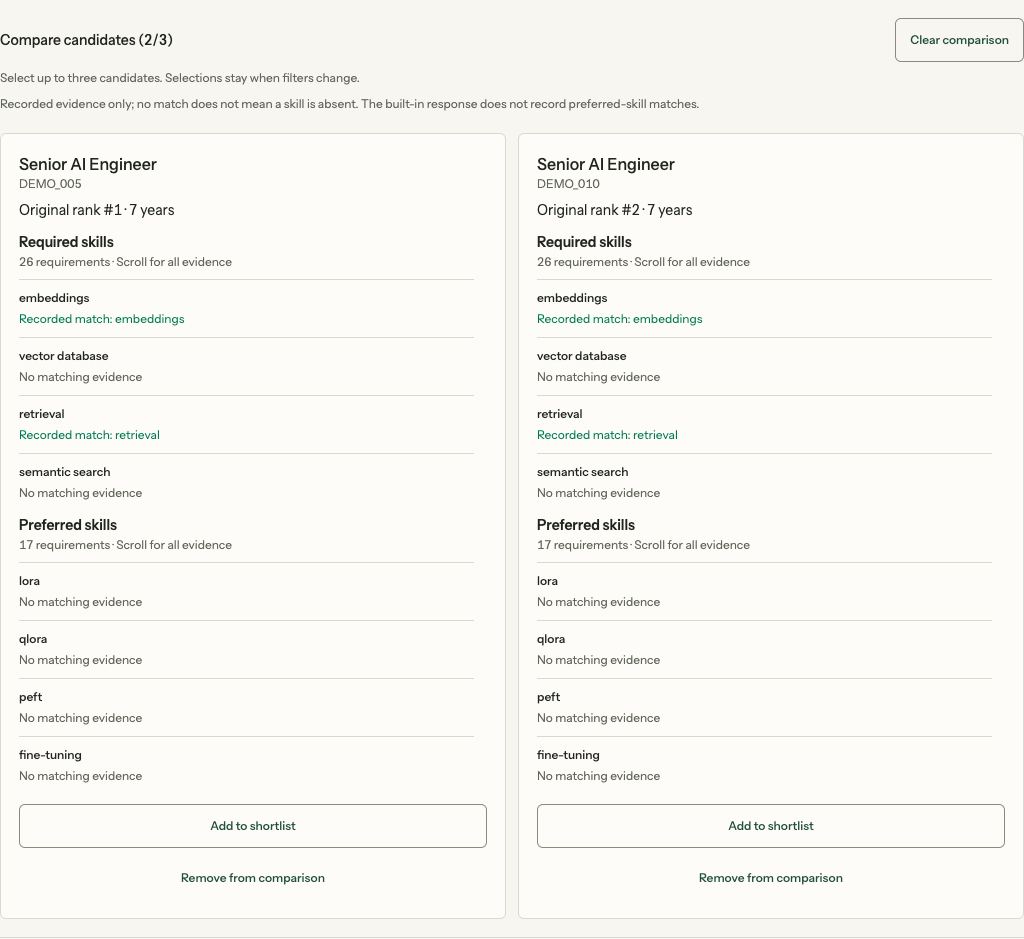 Compare candidates (2/3)
Clear comparison
Select up to three candidates. Selections stay when filters change.
Recorded evidence only; no match does not mean a skill is absent. The built-in response does not record preferred-skill matches.
Senior AI Engineer
DEMO_005
Original rank #1 · 7 years
Required skills
26 requirements · Scroll for all evidence
embeddings
Recorded match: embeddings
vector database
No matching evidence
retrieval
Recorded match: retrieval
semantic search
No matching evidence
Preferred skills
17 requirements · Scroll for all evidence
lora
No matching evidence
qlora
No matching evidence
peft
No matching evidence
fine-tuning
No matching evidence
Add to shortlist
Remove from comparison
Senior AI Engineer
DEMO_010
Original rank #2 · 7 years
Required skills
26 requirements · Scroll for all evidence
embeddings
Recorded match: embeddings
vector database
No matching evidence
retrieval
Recorded match: retrieval
semantic search
No matching evidence
Preferred skills
17 requirements · Scroll for all evidence
lora
No matching evidence
qlora
No matching evidence
peft
No matching evidence
fine-tuning
No matching evidence
Add to shortlist
Remove from comparison